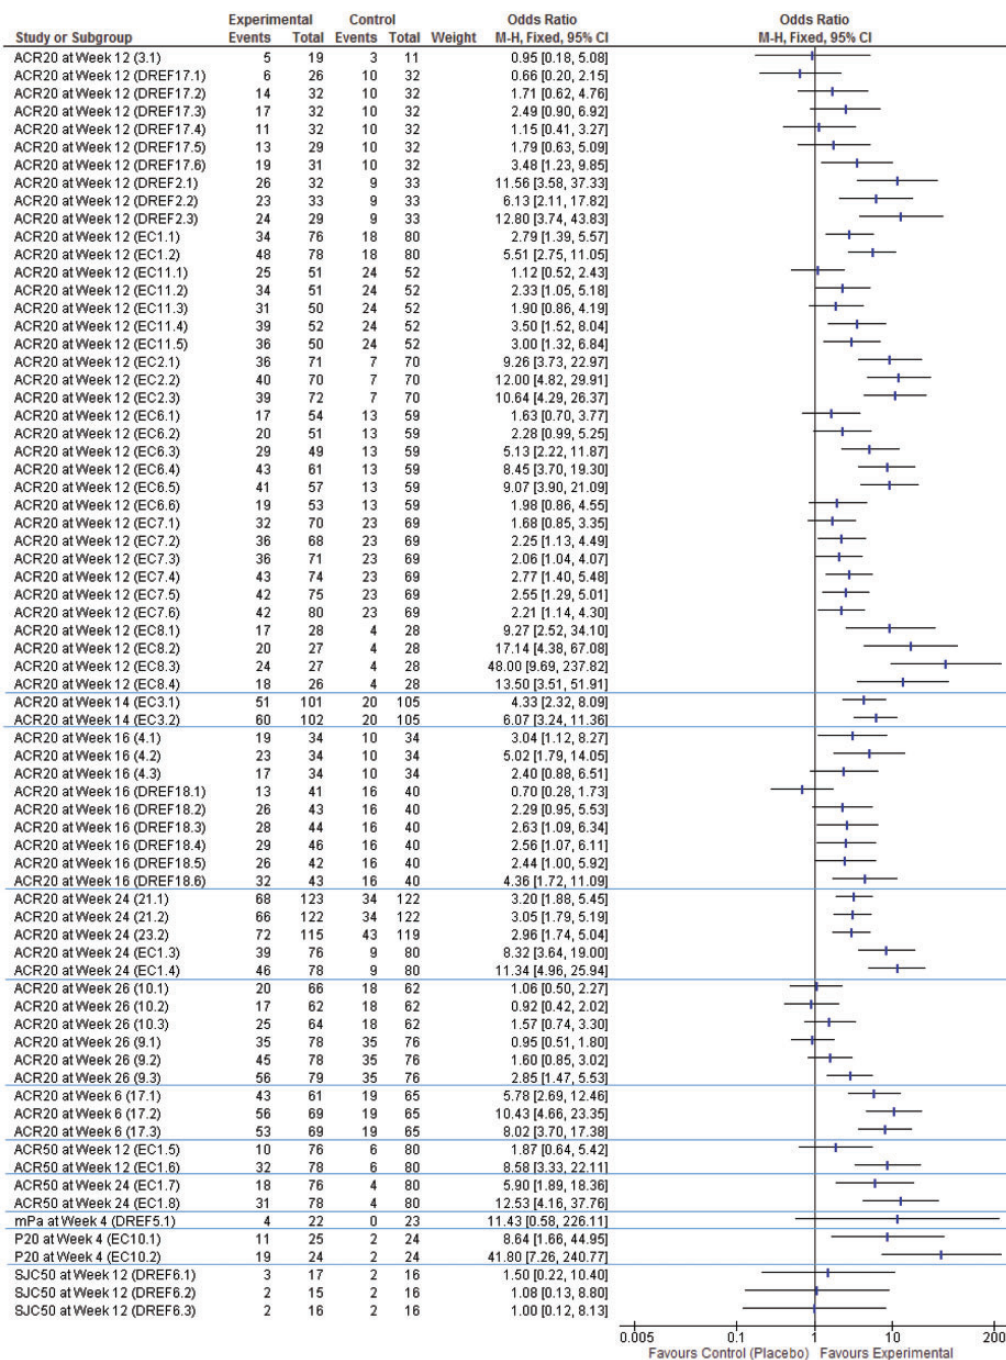 Experimental Control Odds Ratio Odds Ratio
Study or Subgroup Events Total Events Total Weight M-H, Fixed, 95% CI M-H, Fixed, 95% CI
ACR20 at Week 12 (3.1) 5 19 3 11 0.95 [0.18, 5.08]
ACR20 at Week 12 (DREF17.1) 6 26 10 32 0.66 [0.20, 2.15]
ACR20 at Week 12 (DREF17.2) 14 32 10 32 1.71 [0.62, 4.76]
ACR20 at Week 12 (DREF17.3) 17 32 10 32 2.49 [0.90, 6.92]
ACR20 at Week 12 (DREF17.4) 11 32 10 32 1.15 [0.41, 3.27]
ACR20 at Week 12 (DREF17.5) 13 29 10 32 1.79 [0.63, 5.09]
ACR20 at Week 12 (DREF17.6) 19 31 10 32 3.48 [1.23, 9.85]
ACR20 at Week 12 (DREF2.1) 26 32 9 33 11.56 [3.58, 37.33]
ACR20 at Week 12 (DREF2.2) 23 33 9 33 6.13 [2.11, 17.82]
ACR20 at Week 12 (DREF2.3) 24 29 9 33 12.80 [3.74, 43.83]
ACR20 at Week 12 (EC1.1) 34 76 18 80 2.79 [1.39, 5.57]
ACR20 at Week 12 (EC1.2) 48 78 18 80 5.51 [2.75, 11.05]
ACR20 at Week 12 (EC11.1) 25 51 24 52 1.12 [0.52, 2.43]
ACR20 at Week 12 (EC11.2) 34 51 24 52 2.33 [1.05, 5.18]
ACR20 at Week 12 (EC11.3) 31 50 24 52 1.90 [0.86, 4.19]
ACR20 at Week 12 (EC11.4) 39 52 24 52 3.50 [1.52, 8.04]
ACR20 at Week 12 (EC11.5) 36 50 24 52 3.00 [1.32, 6.84]
ACR20 at Week 12 (EC2.1) 36 71 7 70 9.26 [3.73, 22.97]
ACR20 at Week 12 (EC2.2) 40 70 7 70 12.00 [4.82, 29.91]
ACR20 at Week 12 (EC2.3) 39 72 7 70 10.64 [4.29, 26.37]
ACR20 at Week 12 (EC6.1) 17 54 13 59 1.63 [0.70, 3.77]
ACR20 at Week 12 (EC6.2) 20 51 13 59 2.28 [0.99, 5.25]
ACR20 at Week 12 (EC6.3) 29 49 13 59 5.13 [2.22, 11.87]
ACR20 at Week 12 (EC6.4) 43 61 13 59 8.45 [3.70, 19.30]
ACR20 at Week 12 (EC6.5) 41 57 13 59 9.07 [3.90, 21.09]
ACR20 at Week 12 (EC6.6) 19 53 13 59 1.98 [0.86, 4.55]
ACR20 at Week 12 (EC7.1) 32 70 23 69 1.68 [0.85, 3.35]
ACR20 at Week 12 (EC7.2) 36 68 23 69 2.25 [1.13, 4.49]
ACR20 at Week 12 (EC7.3) 36 71 23 69 2.06 [1.04, 4.07]
ACR20 at Week 12 (EC7.4) 43 74 23 69 2.77 [1.40, 5.48]
ACR20 at Week 12 (EC7.5) 42 75 23 69 2.55 [1.29, 5.01]
ACR20 at Week 12 (EC7.6) 42 80 23 69 2.21 [1.14, 4.30]
ACR20 at Week 12 (EC8.1) 17 28 4 28 9.27 [2.52, 34.10]
ACR20 at Week 12 (EC8.2) 20 27 4 28 17.14 [4.38, 67.08]
ACR20 at Week 12 (EC8.3) 24 27 4 28 48.00 [9.69, 237.82]
ACR20 at Week 12 (EC8.4) 18 26 4 28 13.50 [3.51, 51.91]
ACR20 at Week 14 (EC3.1) 51 101 20 105 4.33 [2.32, 8.09]
ACR20 at Week 14 (EC3.2) 60 102 20 105 6.07 [3.24, 11.36]
ACR20 at Week 16 (4.1) 19 34 10 34 3.04 [1.12, 8.27]
ACR20 at Week 16 (4.2) 23 34 10 34 5.02 [1.79, 14.05]
ACR20 at Week 16 (4.3) 17 34 10 34 2.40 [0.88, 6.51]
ACR20 at Week 16 (DREF18.1) 13 41 16 40 0.70 [0.28, 1.73]
ACR20 at Week 16 (DREF18.2) 26 43 16 40 2.29 [0.95, 5.53]
ACR20 at Week 16 (DREF18.3) 28 44 16 40 2.63 [1.09, 6.34]
ACR20 at Week 16 (DREF18.4) 29 46 16 40 2.56 [1.07, 6.11]
ACR20 at Week 16 (DREF18.5) 26 42 16 40 2.44 [1.00, 5.92]
ACR20 at Week 16 (DREF18.6) 32 43 16 40 4.36 [1.72, 11.09]
ACR20 at Week 24 (21.1) 68 123 34 122 3.20 [1.88, 5.45]
ACR20 at Week 24 (21.2) 66 122 34 122 3.05 [1.79, 5.19]
ACR20 at Week 24 (23.2) 72 115 43 119 2.96 [1.74, 5.04]
ACR20 at Week 24 (EC1.3) 39 76 9 80 8.32 [3.64, 19.00]
ACR20 at Week 24 (EC1.4) 46 78 9 80 11.34 [4.96, 25.94]
ACR20 at Week 26 (10.1) 20 66 18 62 1.06 [0.50, 2.27]
ACR20 at Week 26 (10.2) 17 62 18 62 0.92 [0.42, 2.02]
ACR20 at Week 26 (10.3) 25 64 18 62 1.57 [0.74, 3.30]
ACR20 at Week 26 (9.1) 35 78 35 76 0.95 [0.51, 1.80]
ACR20 at Week 26 (9.2) 45 78 35 76 1.60 [0.85, 3.02]
ACR20 at Week 26 (9.3) 56 79 35 76 2.85 [1.47, 5.53]
ACR20 at Week 6 (17.1) 43 61 19 65 5.78 [2.69, 12.46]
ACR20 at Week 6 (17.2) 56 69 19 65 10.43 [4.66, 23.35]
ACR20 at Week 6 (17.3) 53 69 19 65 8.02 [3.70, 17.38]
ACR50 at Week 12 (EC1.5) 10 76 6 80 1.87 [0.64, 5.42]
ACR50 at Week 12 (EC1.6) 32 78 6 80 8.58 [3.33, 22.11]
ACR50 at Week 24 (EC1.7) 18 76 4 80 5.90 [1.89, 18.36]
ACR50 at Week 24 (EC1.8) 31 78 4 80 12.53 [4.16, 37.76]
mPa at Week 4 (DREF5.1) 4 22 0 23 11.43 [0.58, 226.11]
P20 at Week 4 (EC10.1) 11 25 2 24 8.64 [1.66, 44.95]
P20 at Week 4 (EC10.2) 19 24 2 24 41.80 [7.26, 240.77]
SJC50 at Week 12 (DREF6.1) 3 17 2 16 1.50 [0.22, 10.40]
SJC50 at Week 12 (DREF6.2) 2 15 2 16 1.08 [0.13, 8.80]
SJC50 at Week 12 (DREF6.3) 2 16 2 16 1.00 [0.12, 8.13]
0.005 0.1 1 10 200
Favours Control (Placebo) Favours Experimental